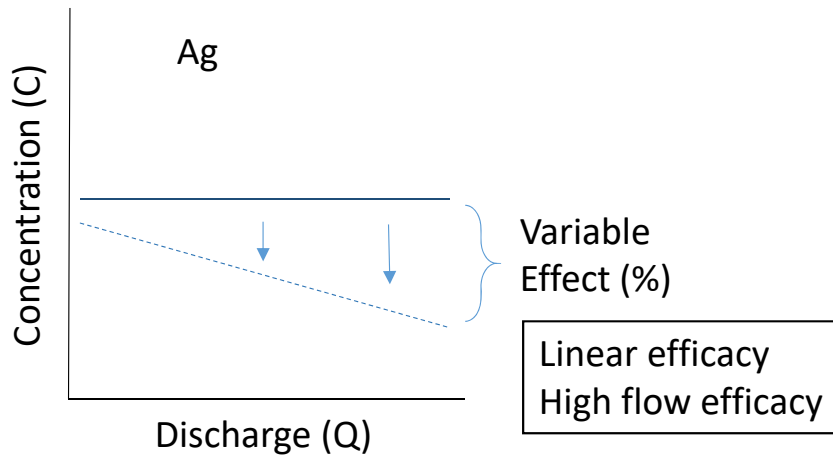 Ag
Concentration (C)
Variable
Effect (%)
Linear efficacy
High flow efficacy
Discharge (Q)